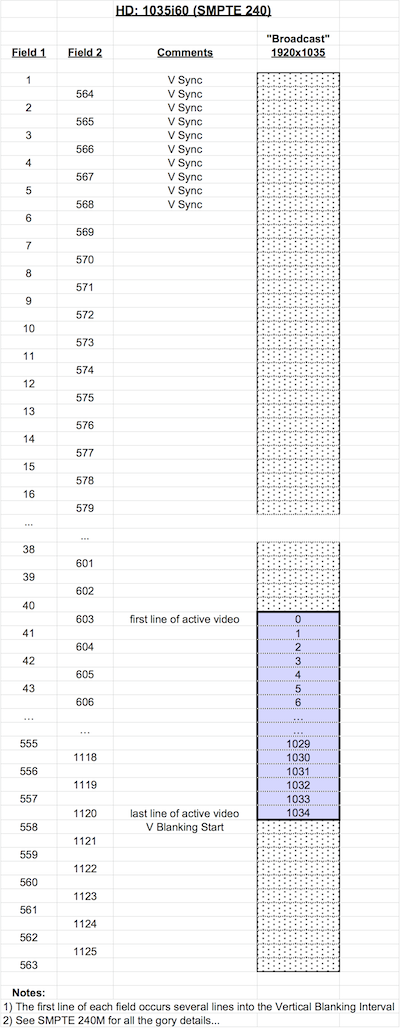 HD: 1035i60 (SMPTE 240)
"Broadcast"
Field 1 Field 2 Comments 1920x1035
1 V Sync
564 V Sync
2 V Sync
565 V Sync
3 V Sync
566 V Sync
4 V Sync
567 V Sync
5 V Sync
568 V Sync
6
569
7
570
8
571
9
572
10
573
11
574
12
575
13
576
14
577
15
578
16
579
...
...
38
601
39
602
40
603 first line of active video 0
41 1
604 2
42 3
605 4
43 5
606 6
... ...
... ...
555 1029
1118 1030
556 1031
1119 1032
557 1033
1120 last line of active video 1034
558 V Blanking Start
1121
559
1122
560
1123
561
1124
562
1125
563
Notes:
1) The first line of each field occurs several lines into the Vertical Blanking Interval
2) See SMPTE 240M for all the gory details...